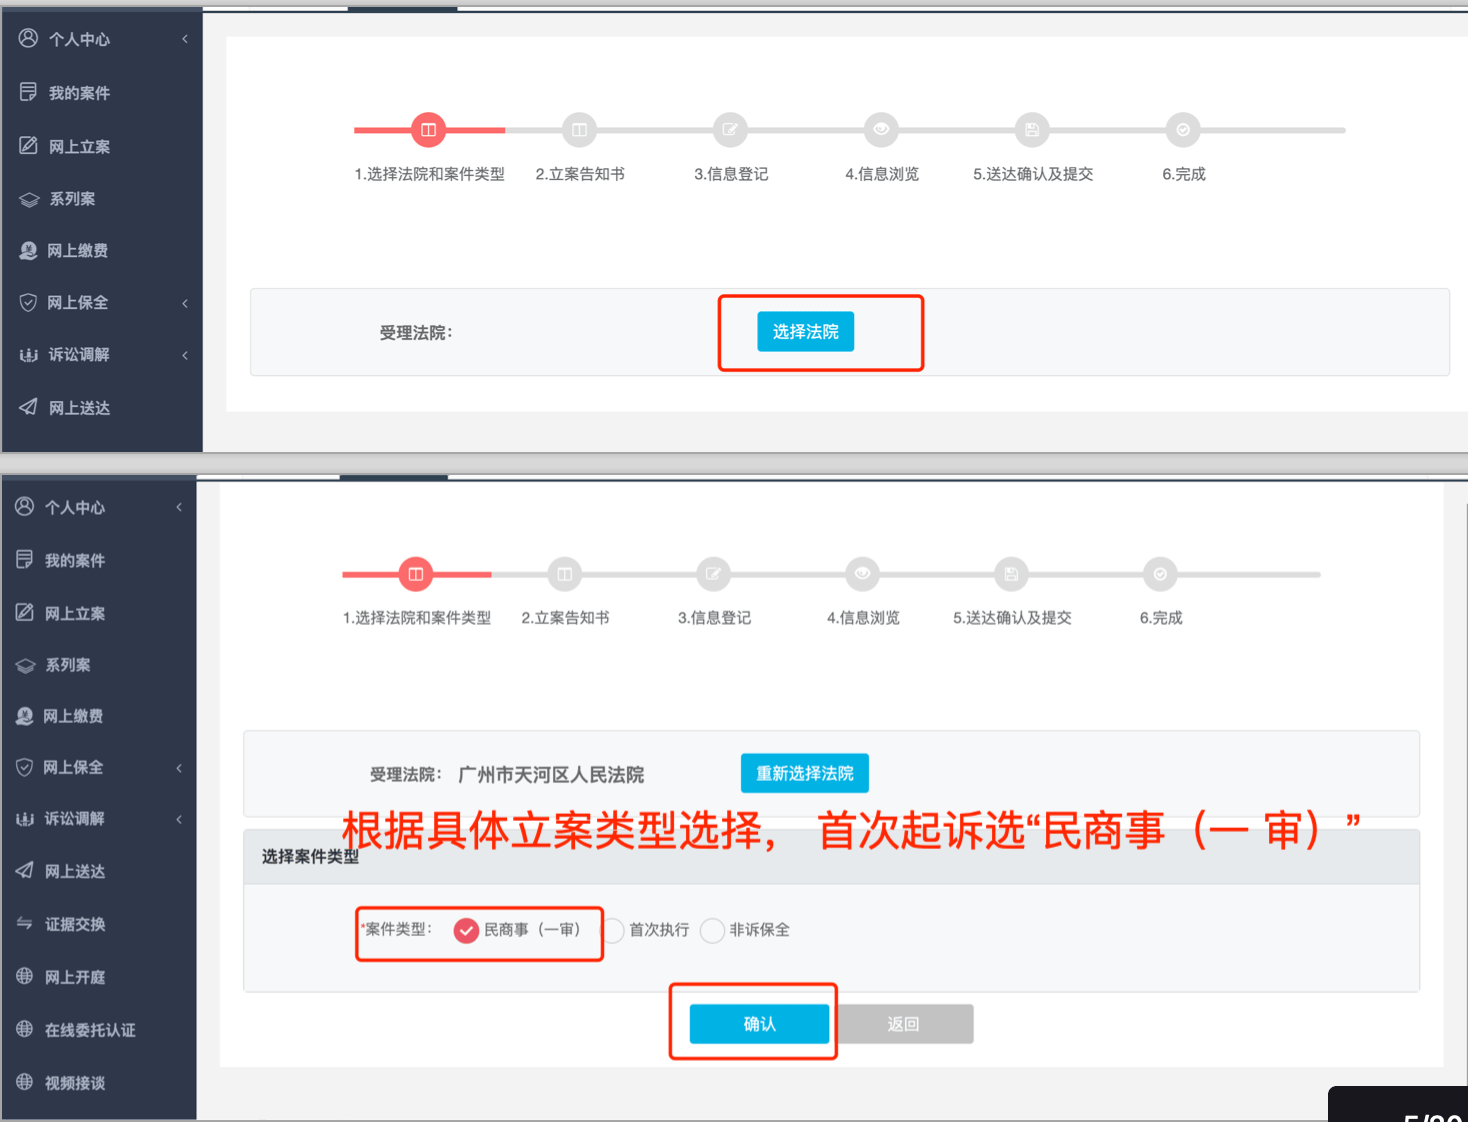 个人中心
我的案件
网上立案
系列案
网上缴费
网上保全
诉讼调解
网上送达
1.选择法院和案件类型
2.立案告知书
3.信息登记
4.信息浏览
5.送达确认及提交
6.完成
受理法院：
选择法院
个人中心
我的案件
网上立案
系列案
网上缴费
网上保全
诉讼调解
网上送达
证据交换
网上开庭
在线委托认证
视频接谈
1.选择法院和案件类型
2.立案告知书
3.信息登记
4.信息浏览
5.送达确认及提交
6.完成
受理法院： 广州市天河区人民法院
重新选择法院
根据具体立案类型选择， 首次起诉选“民商事（一 审）”
选择案件类型
*案件类型： 民商事（一审） 首次执行 非诉保全
确认
返回